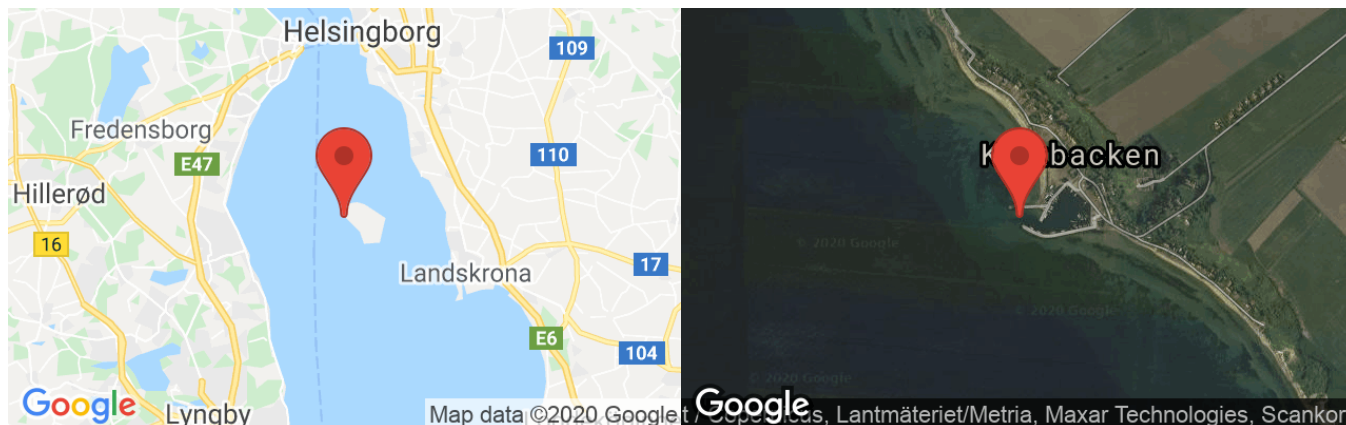 Helsingborg
109
Fredensborg
E47
110
Hillerød
16
17
Landskrona
E6
104
Lyngby
Google
Map data ©2020 Google
© 2020 Google
© 2020 Google
© 2020 Google
Google
Copernicus, Lantmäteriet/Metria, Maxar Technologies, Scankor